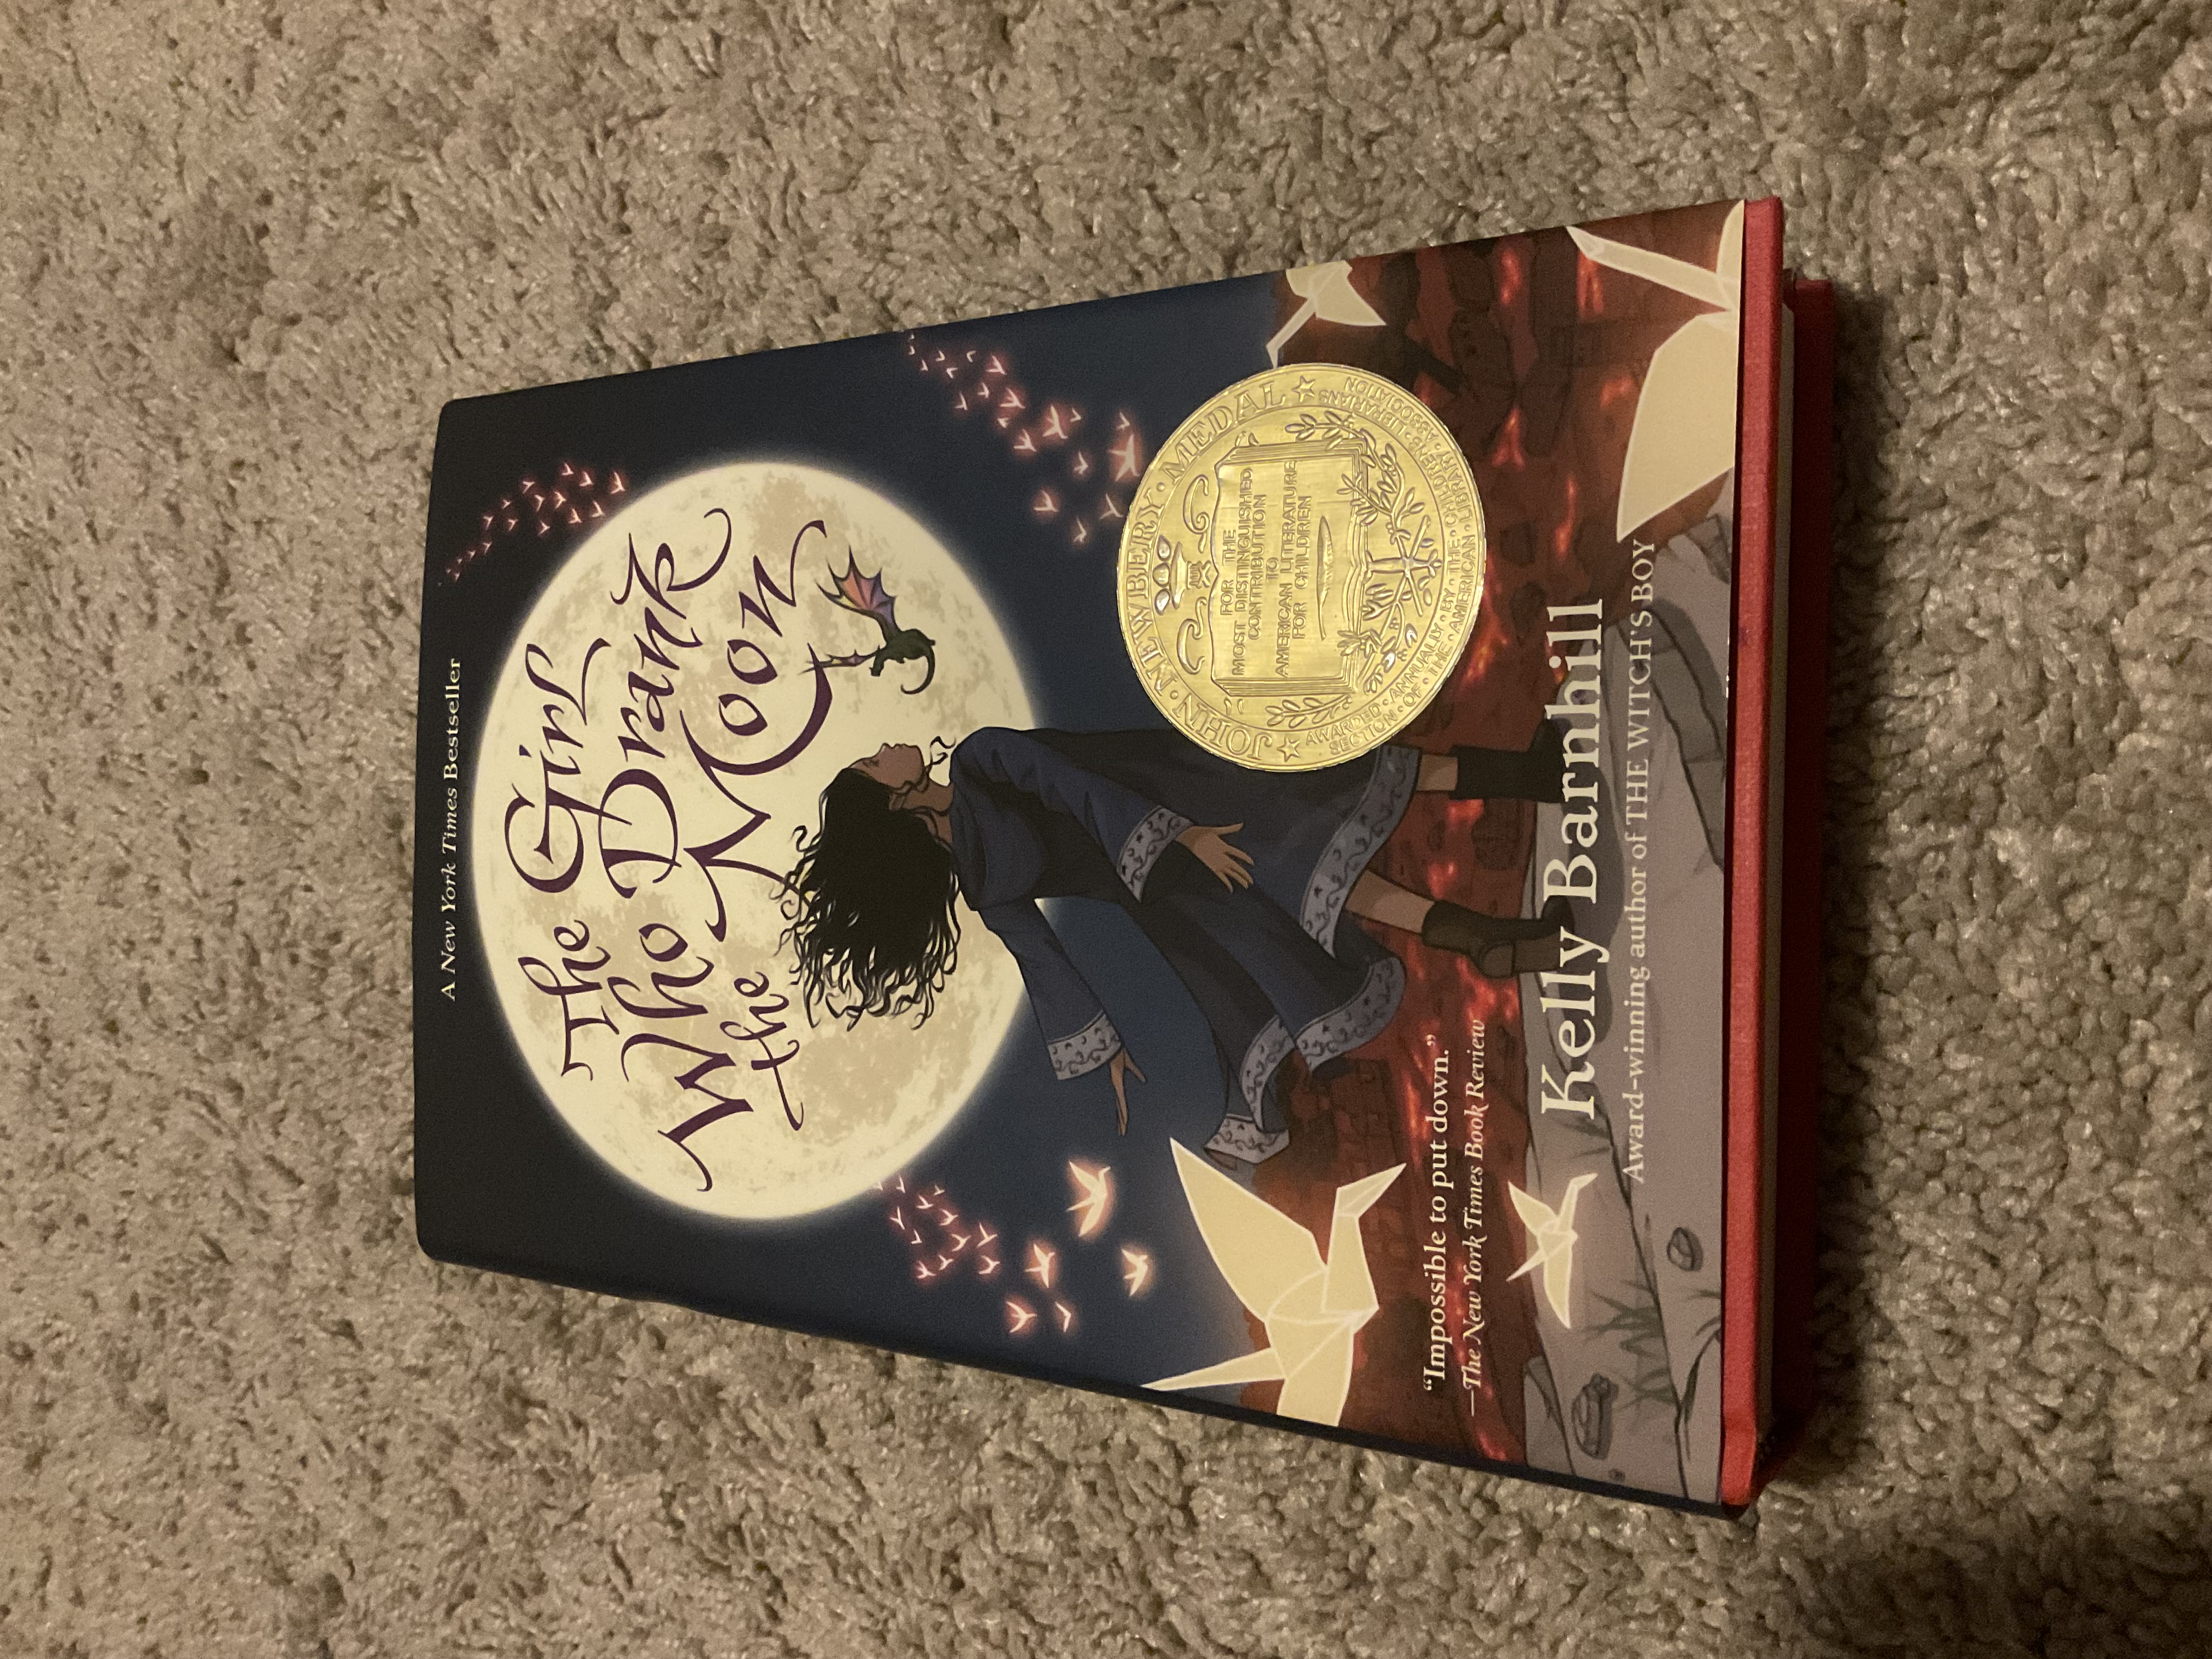 A New York Times Bestseller
The Girl
Who Drank
the Moon
JOHN · NEWBERY · MEDAL
FOR THE
MOST DISTINGUISHED
CONTRIBUTION
TO
AMERICAN LITERATURE
FOR CHILDREN
AWARDED · ANNUALLY · BY · THE · CHILDREN'S · LIBRARIANS
SECTION · OF · THE · AMERICAN · LIBRARY · ASSOCIATION
“Impossible to put down.”
—The New York Times Book Review
Kelly Barnhill
Award-winning author of THE WITCH'S BOY